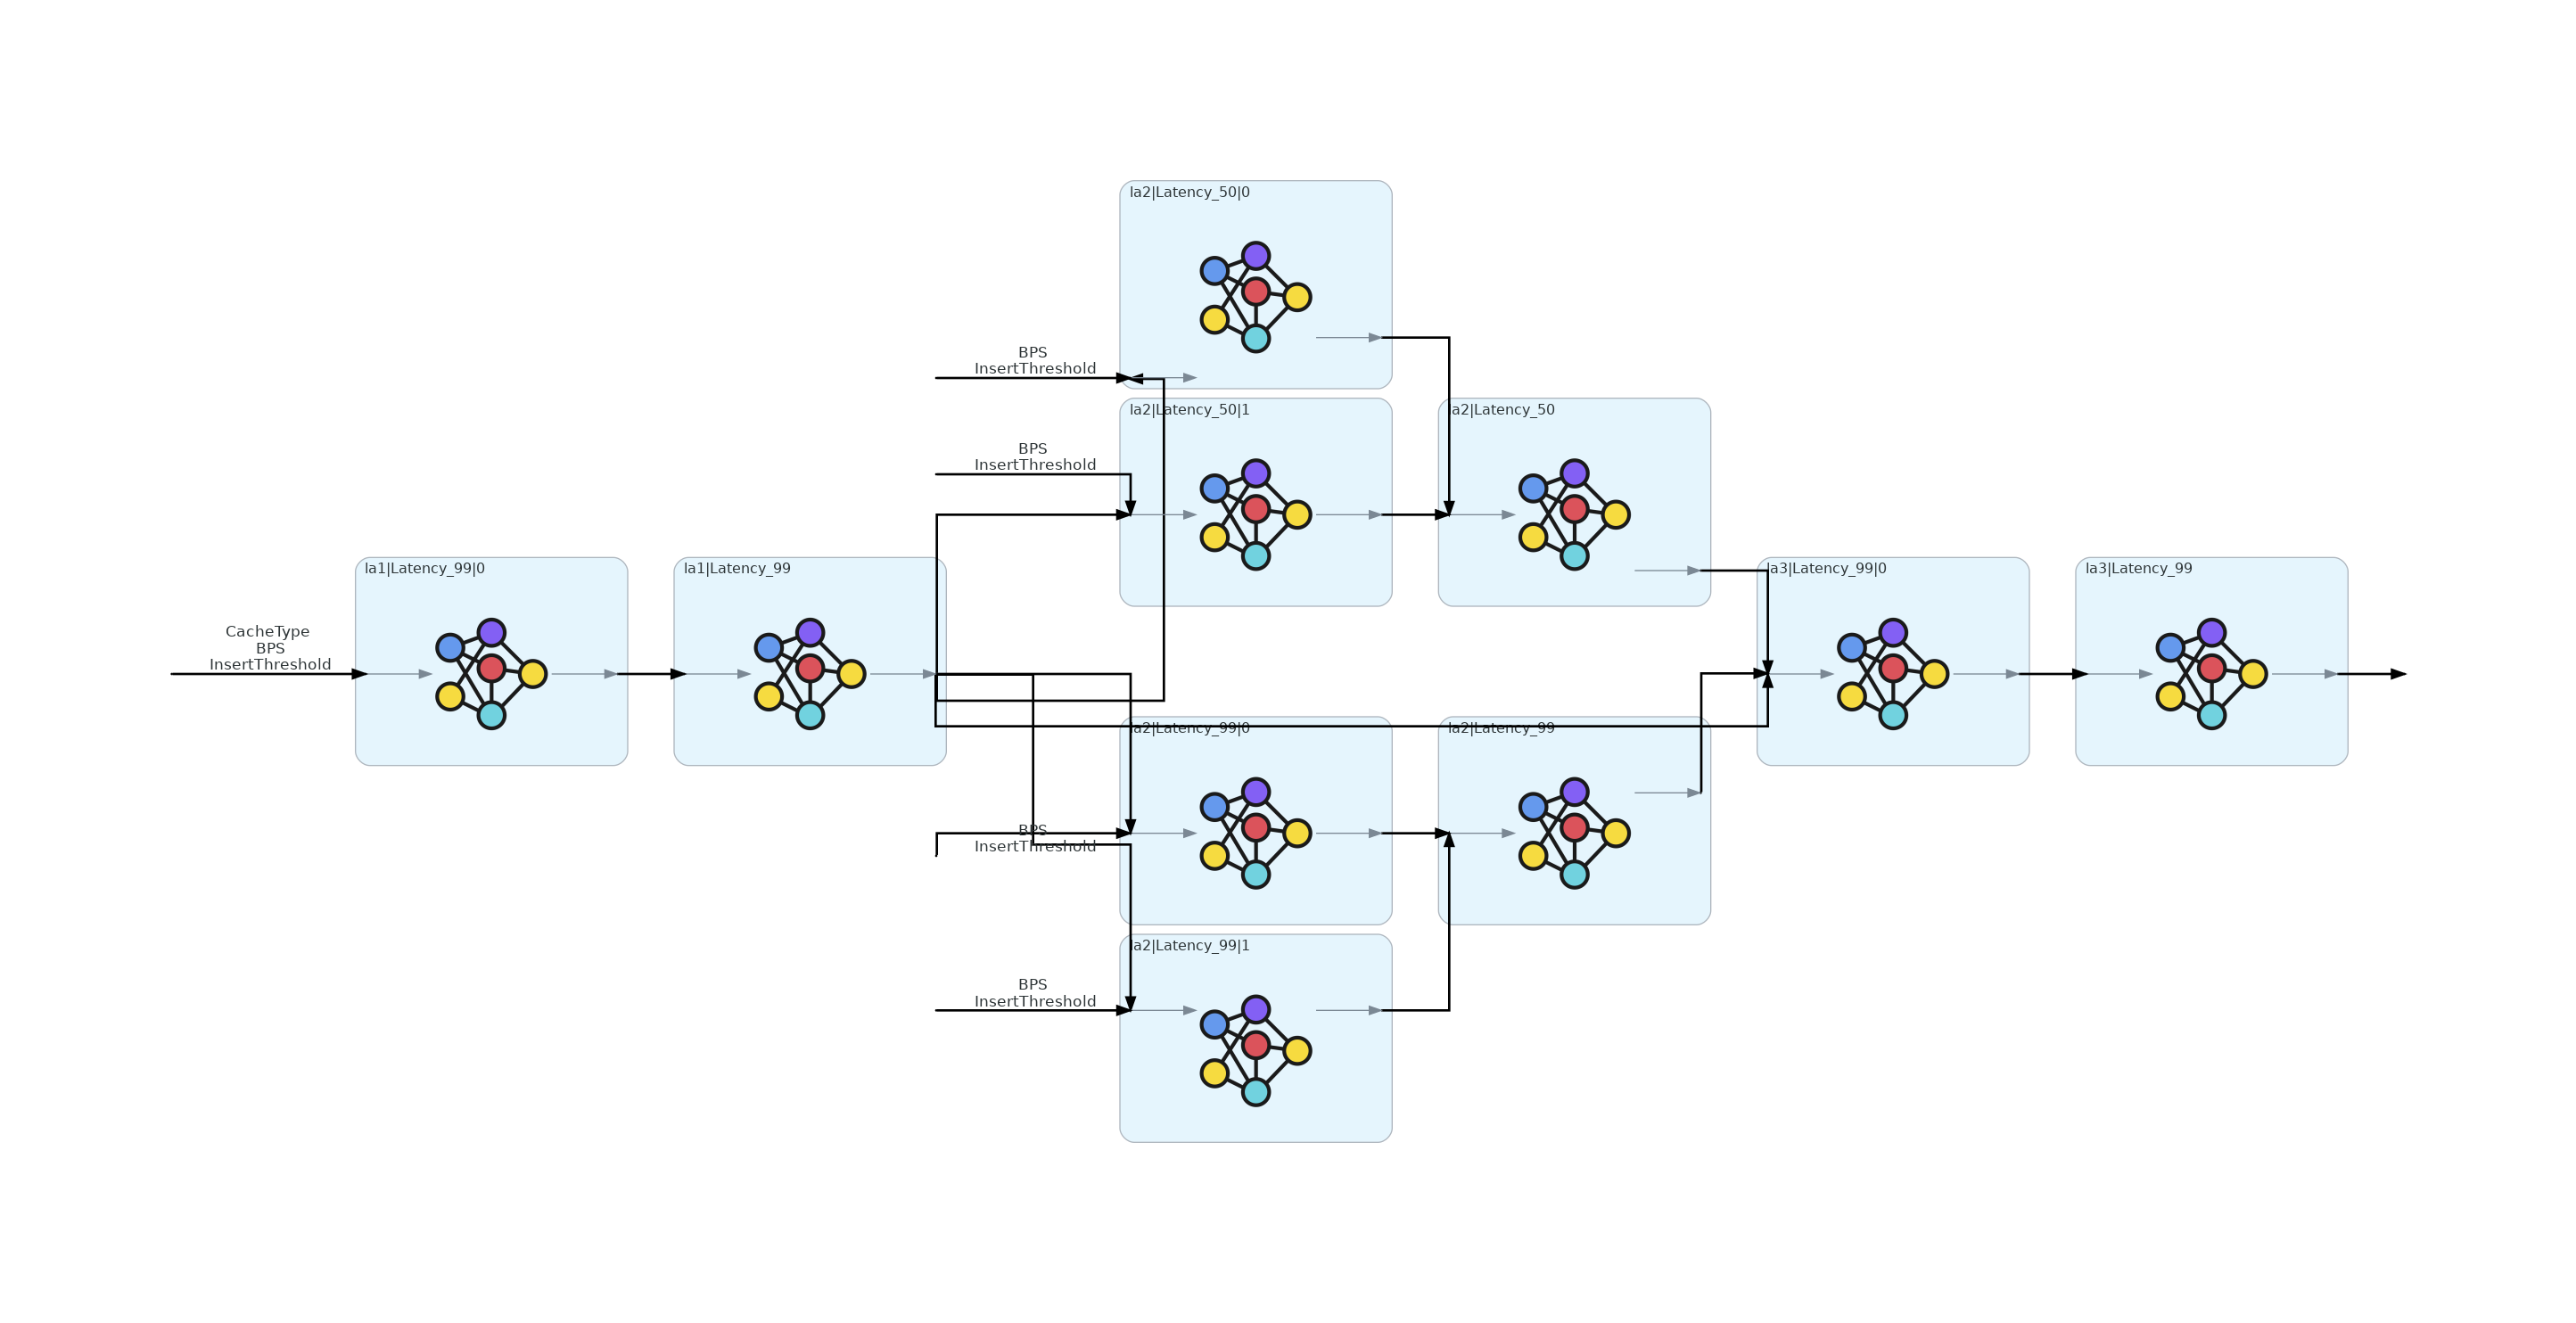 la2|Latency_50|0
BPS
InsertThreshold
la2|Latency_50|1
la2|Latency_50
BPS
InsertThreshold
la1|Latency_99|0
la1|Latency_99
la3|Latency_99|0
la3|Latency_99
CacheType
BPS
InsertThreshold
la2|Latency_99|0
la2|Latency_99
BPS
InsertThreshold
la2|Latency_99|1
BPS
InsertThreshold